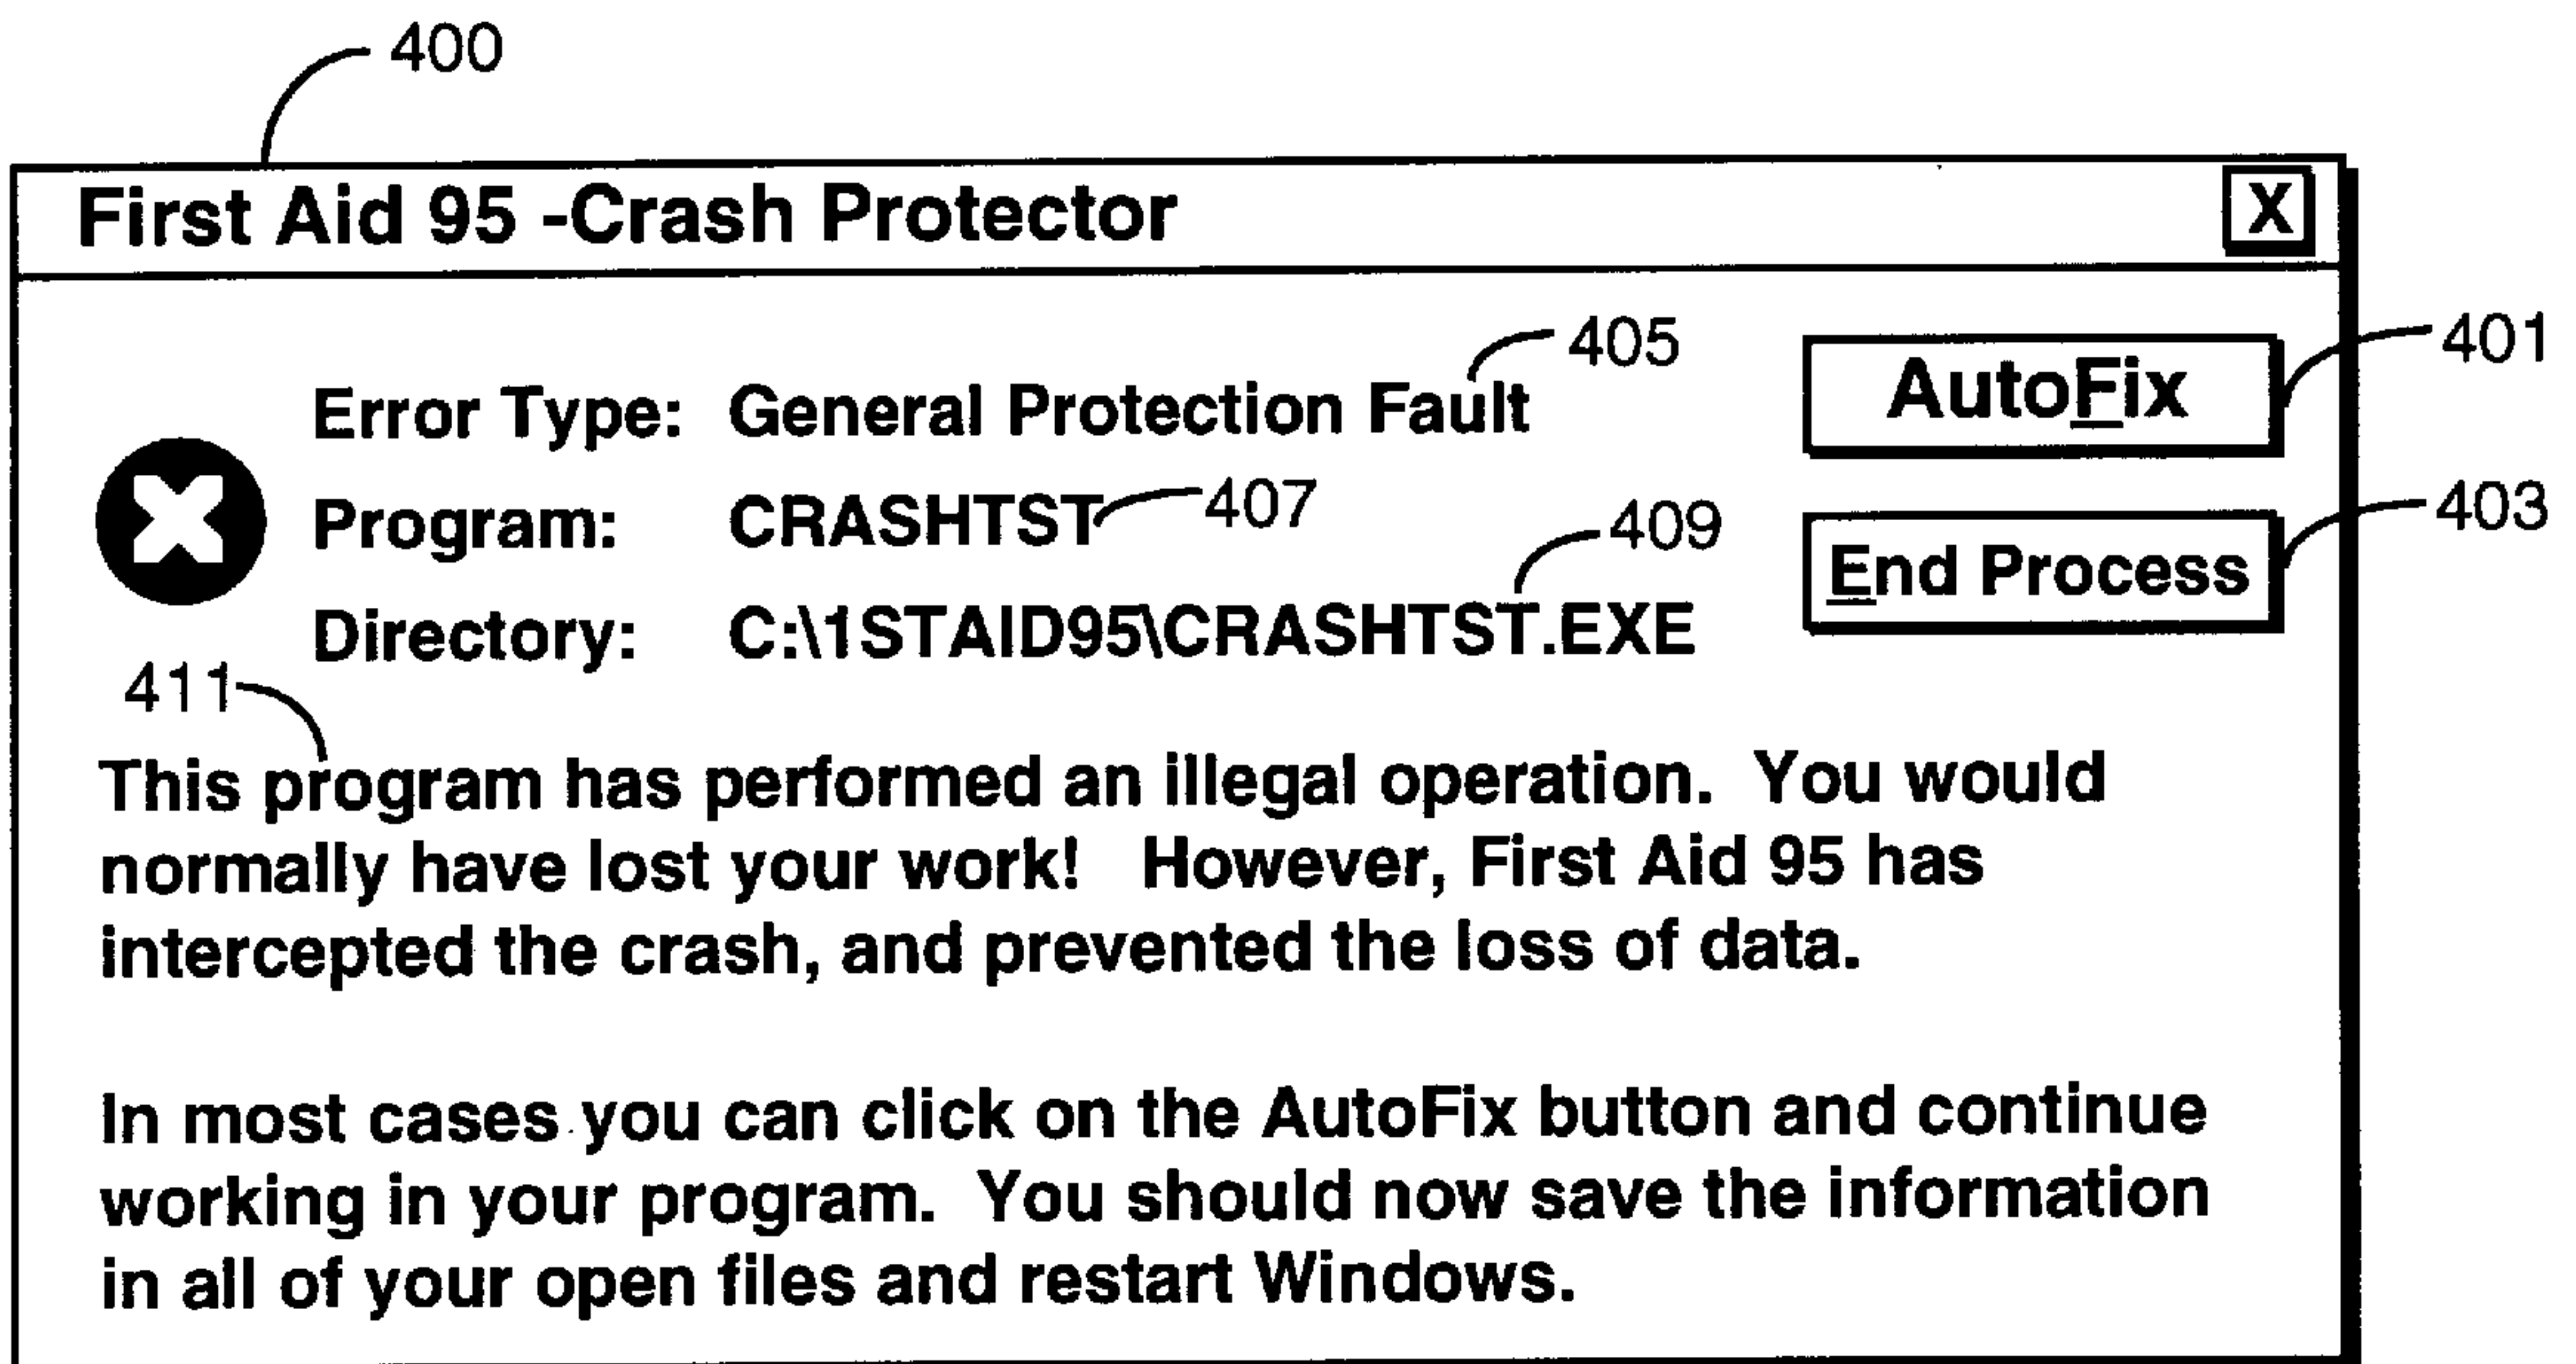 400
First Aid 95 -Crash Protector X
405
401
Error Type: General Protection Fault AutoFix
Program: CRASHTST 407
409
403
End Process
Directory: C:\1STAID95\CRASHTST.EXE
411
This program has performed an illegal operation. You would
normally have lost your work! However, First Aid 95 has
intercepted the crash, and prevented the loss of data.
In most cases you can click on the AutoFix button and continue
working in your program. You should now save the information
in all of your open files and restart Windows.